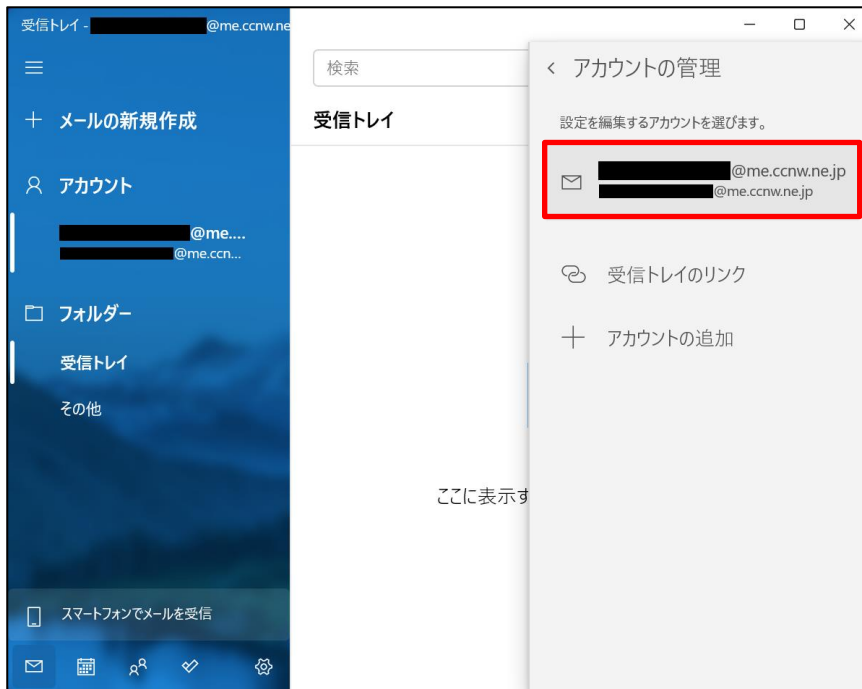 受信トレイ - @me.ccnw.ne
検索
メールの新規作成
受信トレイ
アカウント
@me....
@me.ccn...
フォルダー
受信トレイ
その他
ここに表示す
スマートフォンでメールを受信
アカウントの管理
設定を編集するアカウントを選びます。
@me.ccnw.ne.jp
@me.ccnw.ne.jp
受信トレイのリンク
アカウントの追加